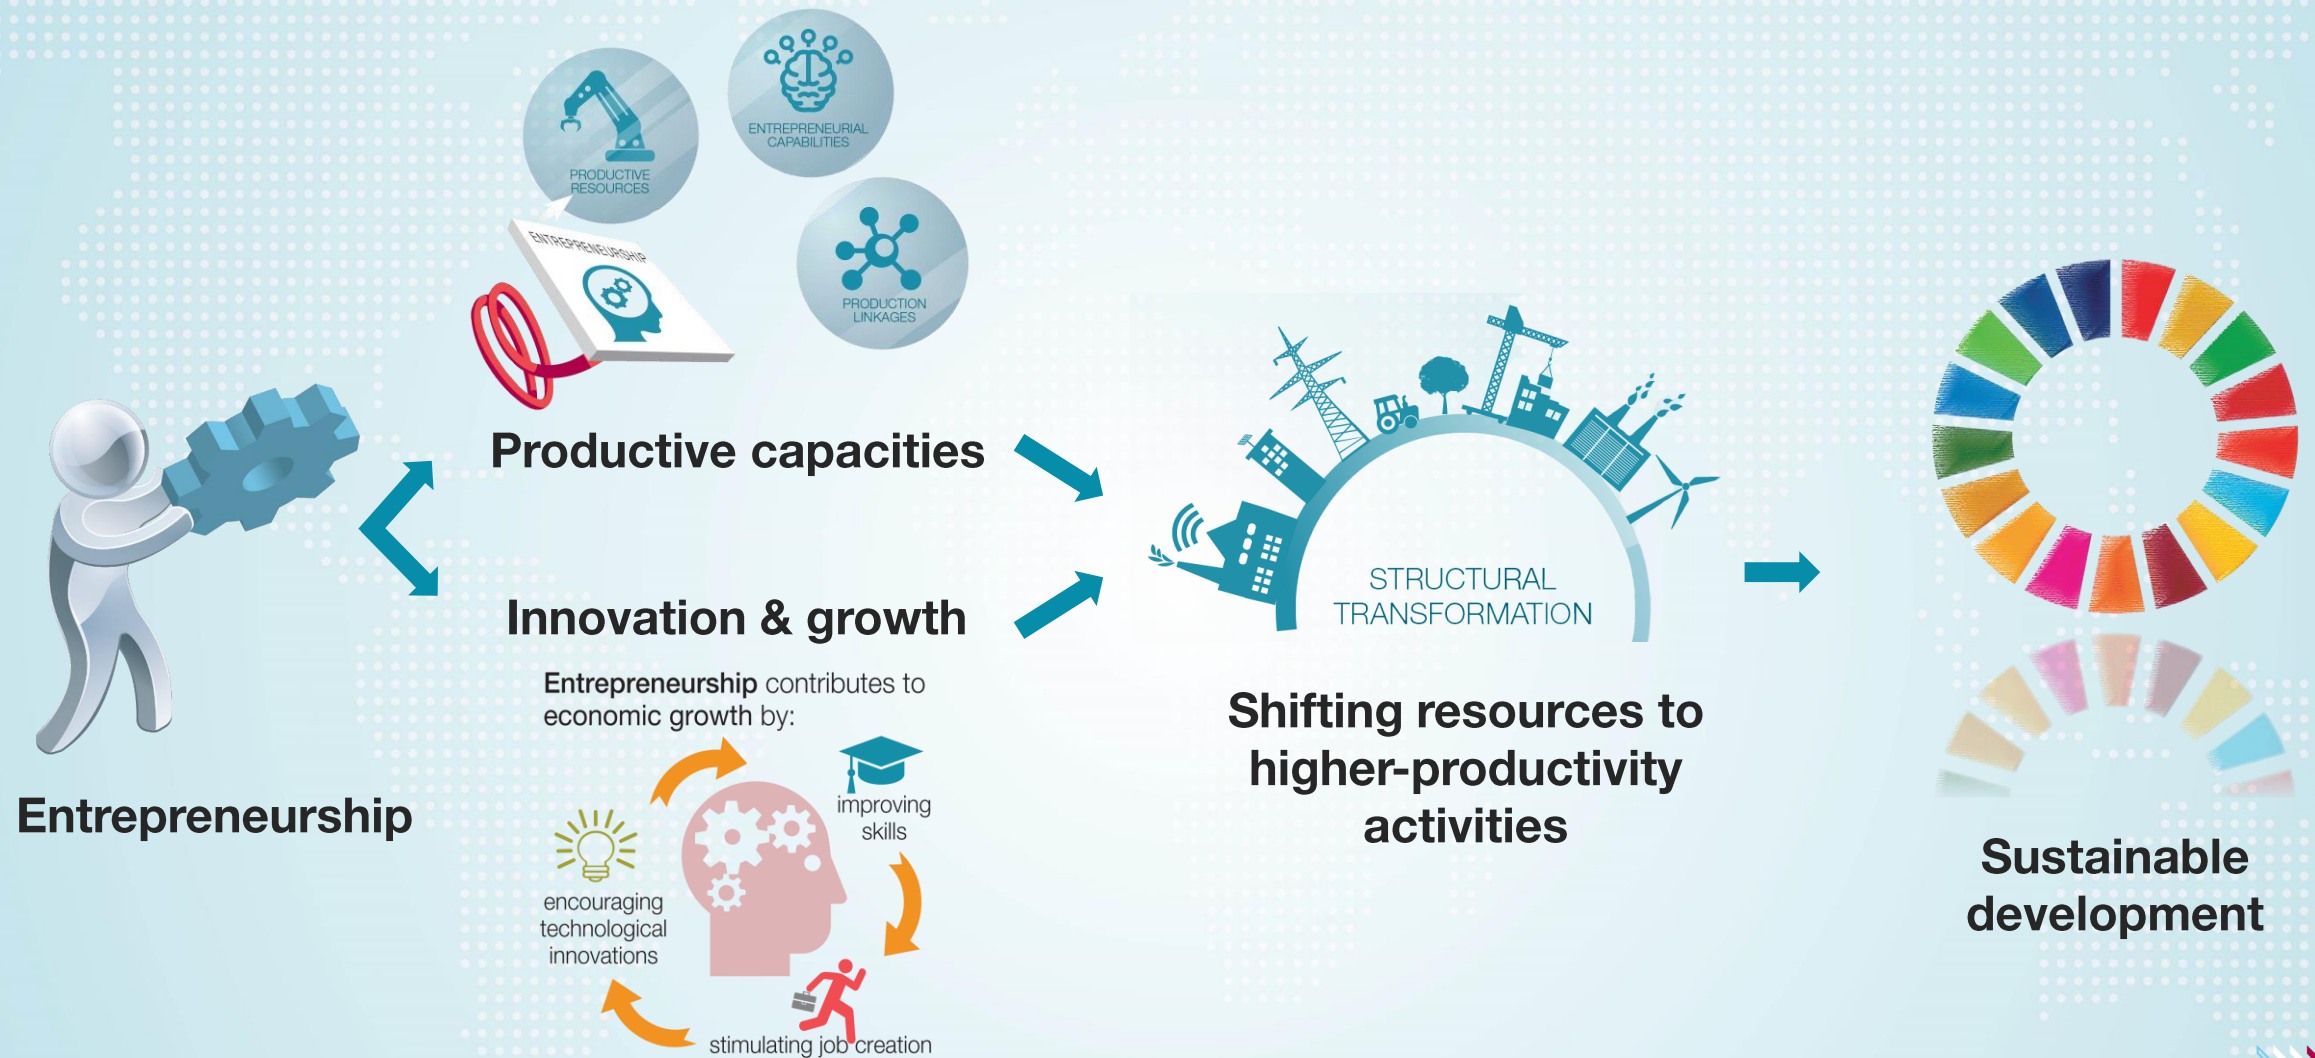 PRODUCTIVE
RESOURCES
ENTREPRENEURIAL
CAPABILITIES
PRODUCTION
LINKAGES
ENTREPRENEURSHIP
Productive capacities
Innovation & growth
Entrepreneurship contributes to
economic growth by:
improving
skills
encouraging
technological
innovations
stimulating job creation
Entrepreneurship
STRUCTURAL
TRANSFORMATION
Shifting resources to
higher-productivity
activities
Sustainable
development